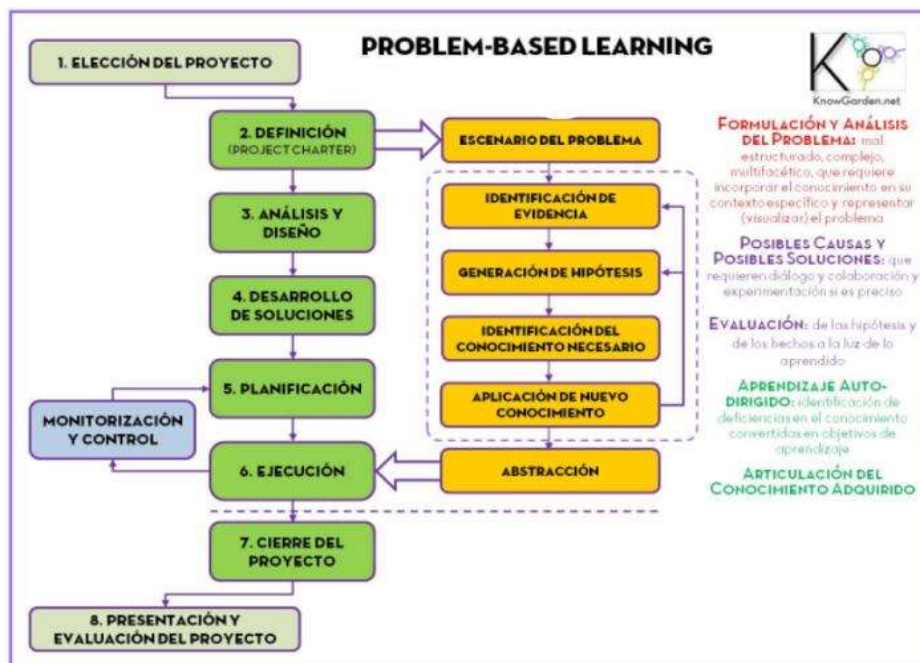 PROBLEM-BASED LEARNING
K
KnowGarden.net
1. ELECCIÓN DEL PROYECTO
2. DEFINICIÓN
(PROJECT CHARTER)
3. ANÁLISIS Y
DISEÑO
4. DESARROLLO
DE SOLUCIONES
5. PLANIFICACIÓN
MONITORIZACIÓN
Y CONTROL
6. EJECUCIÓN
7. CIERRE DEL
PROYECTO
8. PRESENTACIÓN Y
EVALUACIÓN DEL PROYECTO
ESCENARIO DEL PROBLEMA
IDENTIFICACIÓN DE
EVIDENCIA
GENERACIÓN DE HIPÓTESIS
IDENTIFICACIÓN DEL
CONOCIMIENTO NECESARIO
APLICACIÓN DE NUEVO
CONOCIMIENTO
ABSTRACCIÓN
FORMULACIÓN Y ANÁLISIS
DEL PROBLEMA: mal
estructurado, complejo,
multifacético, que requiere
incorporar el conocimiento en su
contexto específico y representar
(visualizar) el problema
POSIBLES CAUSAS Y
POSIBLES SOLUCIONES: que
requieren diálogo y colaboración y
experimentación si es preciso
EVALUACIÓN: de las hipótesis y
de los hechos a la luz de lo
aprendido
APRENDIZAJE AUTO-
DIRIGIDO: identificación de
deficiencias en el conocimiento
convertidas en objetivos de
aprendizaje
ARTICULACIÓN DEL
CONOCIMIENTO ADQUIRIDO